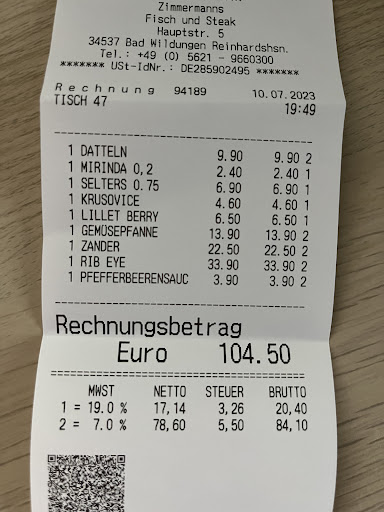 Zimmermanns
Fisch und Steak
Hauptstr. 5
34537 Bad Wildungen Reinhardshsn.
Tel.: +49 (0) 5621 - 9660300
******* USt-IdNr.: DE285902495 *******
Rechnung 94189 10.07.2023
TISCH 47 19:49
1 DATTELN 9.90 9.90 2
1 MIRINDA 0,2 2.40 2.40 1
1 SELTERS 0.75 6.90 6.90 1
1 KRUSOVICE 4.60 4.60 1
1 LILLET BERRY 6.50 6.50 1
1 GEMÜSEPFANNE 13.90 13.90 2
1 ZANDER 22.50 22.50 2
1 RIB EYE 33.90 33.90 2
1 PFEFFERBEERENSAUC 3.90 3.90 2
Rechnungsbetrag
Euro 104.50
MWST NETTO STEUER BRUTTO
1 = 19.0 % 17,14 3,26 20,40
2 = 7.0 % 78,60 5,50 84,10